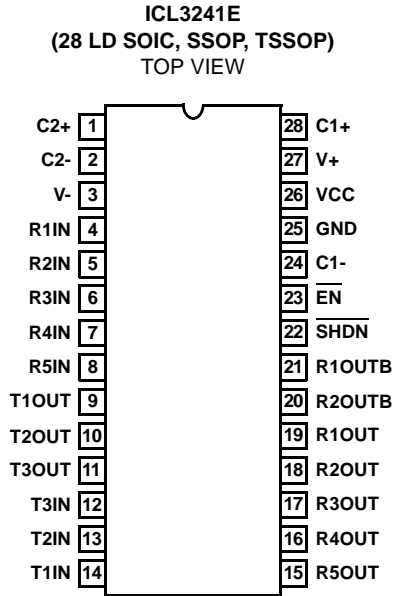 ICL3241E
(28 LD SOIC, SSOP, TSSOP)
TOP VIEW
C2+ 1 28 C1+
C2- 2 27 V+
V- 3 26 VCC
R1IN 4 25 GND
R2IN 5 24 C1-
R3IN 6 23 EN
R4IN 7 22 SHDN
R5IN 8 21 R1OUTB
T1OUT 9 20 R2OUTB
T2OUT 10 19 R1OUT
T3OUT 11 18 R2OUT
T3IN 12 17 R3OUT
T2IN 13 16 R4OUT
T1IN 14 15 R5OUT